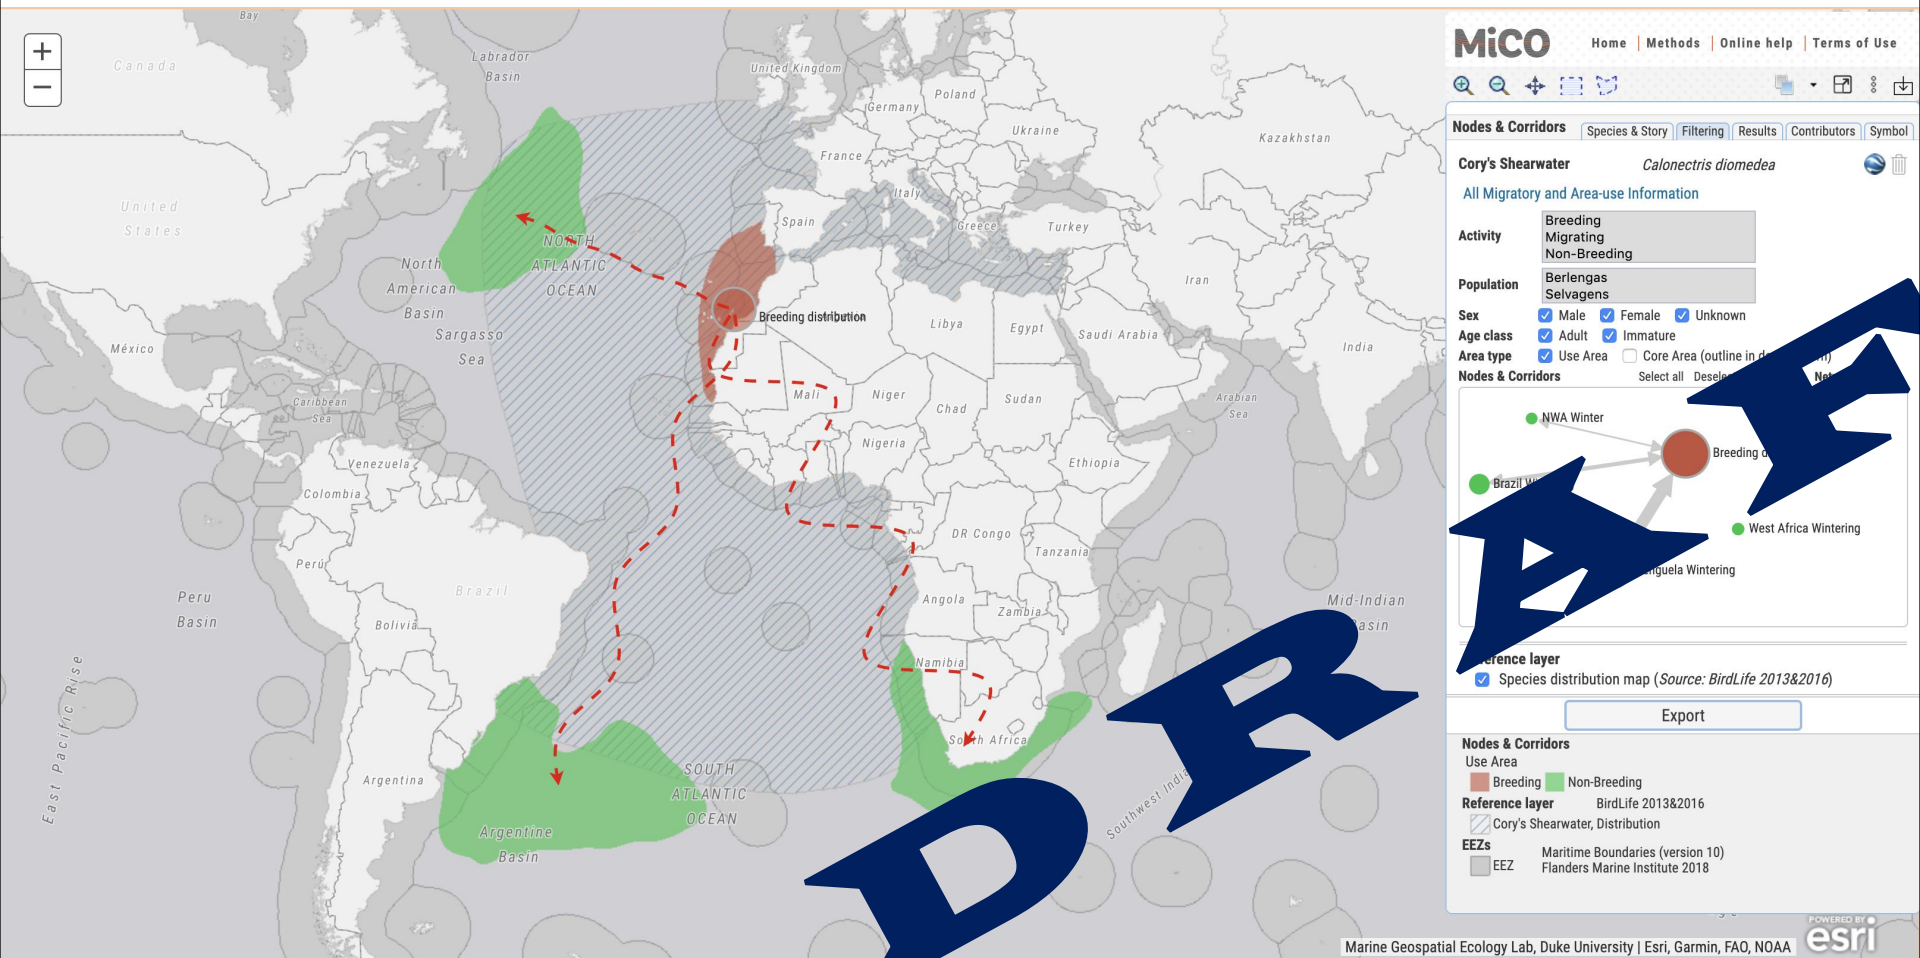 Bay
Canada
Labrador
Basin
United Kingdom
Germany
Poland
Ukraine
Kazakhstan
France
Italy
Spain
Greece
Turkey
United
States
North
American
Basin
NORTH
ATLANTIC
OCEAN
Sargasso
Sea
Breeding distribution
Libya
Egypt
Saudi Arabia
Iran
India
México
Caribbean
Sea
Mali
Niger
Chad
Sudan
Arabian
Sea
Nigeria
Ethiopia
Venezuela
Colombia
DR Congo
Tanzania
Perú
Brazil
Peru
Basin
Bolivia
Angola
Zambia
Mid-Indian
Basin
Namibia
South Africa
East Pacific Rise
Argentina
SOUTH
ATLANTIC
OCEAN
Argentine
Basin
Southwest India
DRAFT
MiCO
Home | Methods | Online help | Terms of Use
Nodes & Corridors Species & Story Filtering Results Contributors Symbol
Cory's Shearwater Calonectris diomedea
All Migratory and Area-use Information
Activity Breeding
Migrating
Non-Breeding
Population Berlengas
Selvagens
Sex Male Female Unknown
Age class Adult Immature
Area type Use Area Core Area (outline in
Nodes & Corridors Select all Net
NWA Winter
Breeding
Brazil
West Africa Wintering
Wintering
Reference layer
Species distribution map (Source: BirdLife 2013&2016)
Export
Nodes & Corridors
Use Area
Breeding Non-Breeding
Reference layer BirdLife 2013&2016
Cory's Shearwater, Distribution
EEZs
EEZ Maritime Boundaries (version 10)
Flanders Marine Institute 2018
POWERED BY
esri
Marine Geospatial Ecology Lab, Duke University | Esri, Garmin, FAO, NOAA